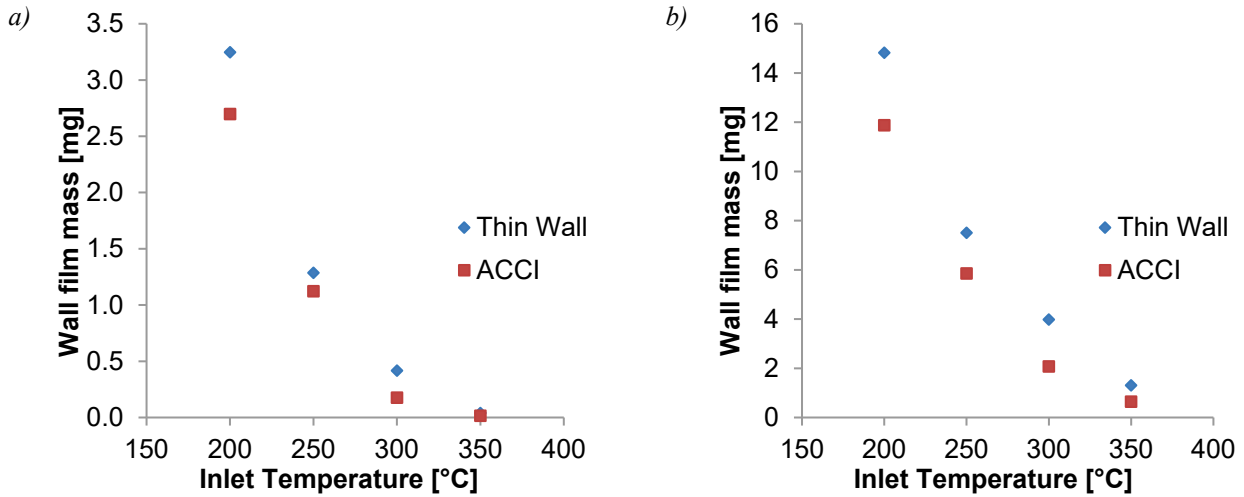 a)
3.5
3.0
2.5
2.0
1.5
1.0
0.5
0.0
150 200 250 300 350 400
Wall film mass [mg]
Inlet Temperature [°C]
Thin Wall
ACCI
b)
16
14
12
10
8
6
4
2
0
150 200 250 300 350 400
Wall film mass [mg]
Inlet Temperature [°C]
Thin Wall
ACCI